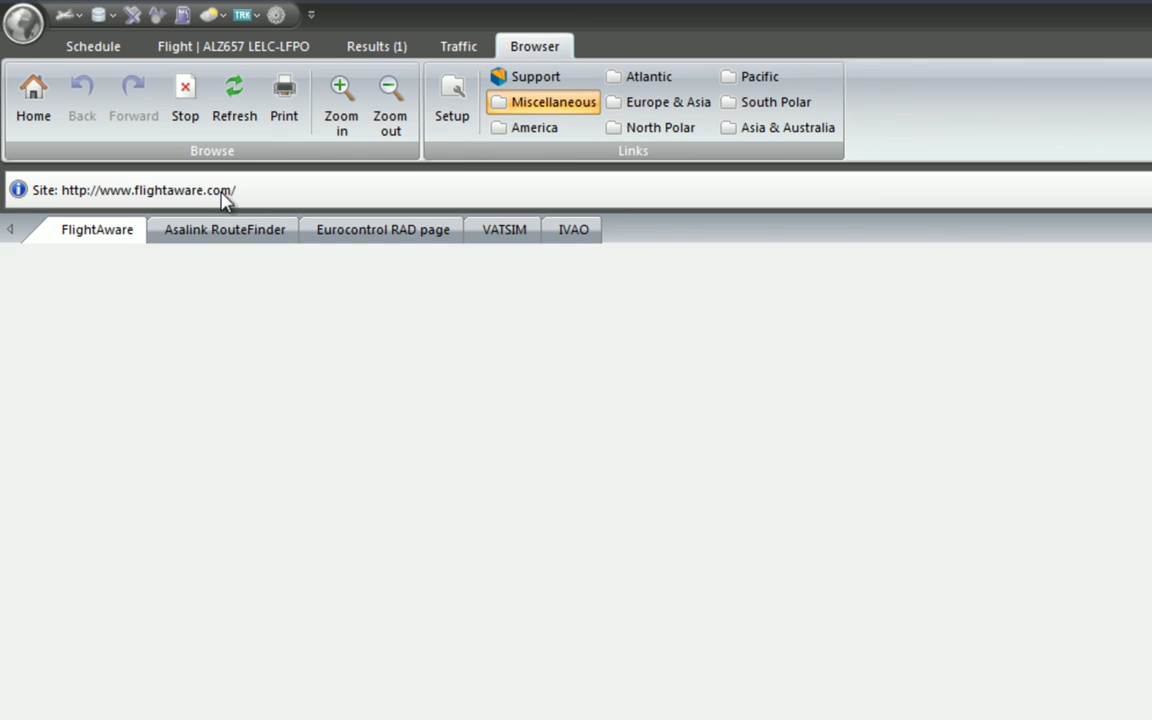 TRK
Schedule Flight | ALZ657 LELC-LFPO Results (1) Traffic Browser
Home Back Forward Stop Refresh Print Zoom in Zoom out Setup
Support Atlantic Pacific
Miscellaneous Europe & Asia South Polar
America North Polar Asia & Australia
Browse Links
Site: http://www.flightaware.com/
FlightAware Asalink RouteFinder Eurocontrol RAD page VATSIM IVAO